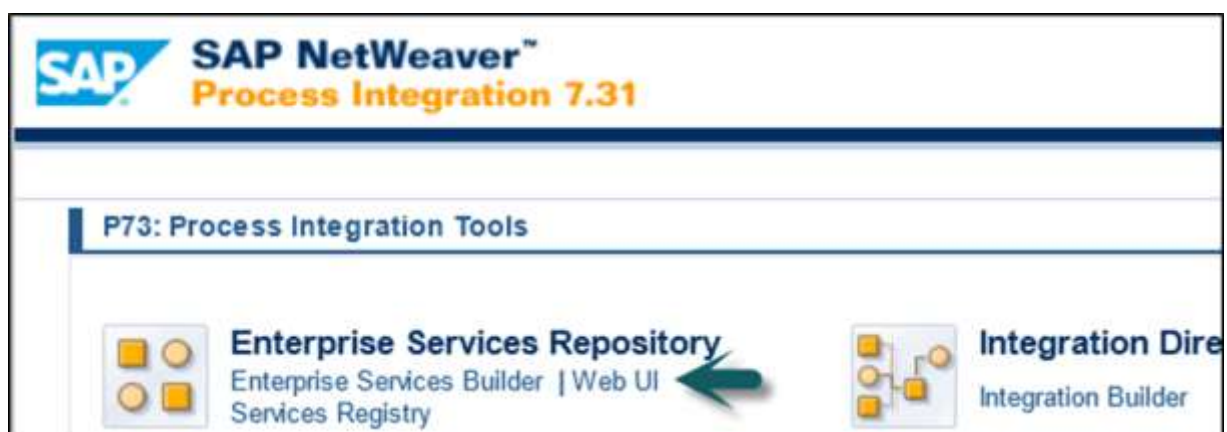 SAP
SAP NetWeaver™
Process Integration 7.31
P73: Process Integration Tools
Enterprise Services Repository
Enterprise Services Builder | Web UI
Services Registry
Integration Dire
Integration Builder